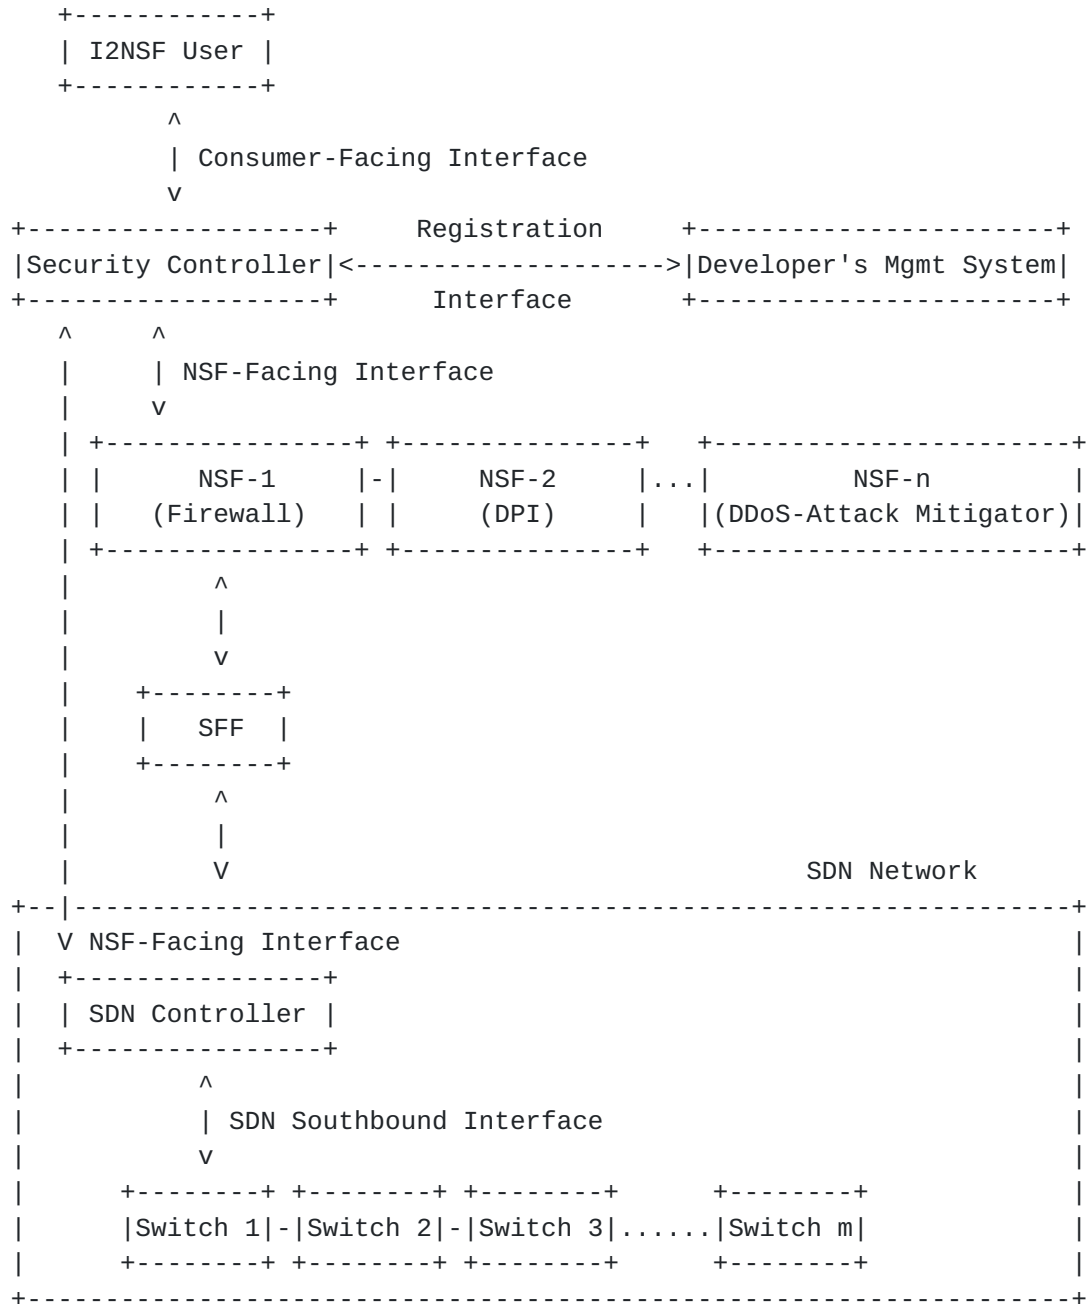 I2NSF User
Consumer-Facing Interface
Registration
Security Controller Developer's Mgmt System
Interface
NSF-Facing Interface
NSF-1 NSF-2 ... NSF-n
(Firewall) (DPI) (DDoS-Attack Mitigator)
SFF
SDN Network
NSF-Facing Interface
SDN Controller
SDN Southbound Interface
Switch 1 - Switch 2 - Switch 3 ...... Switch m